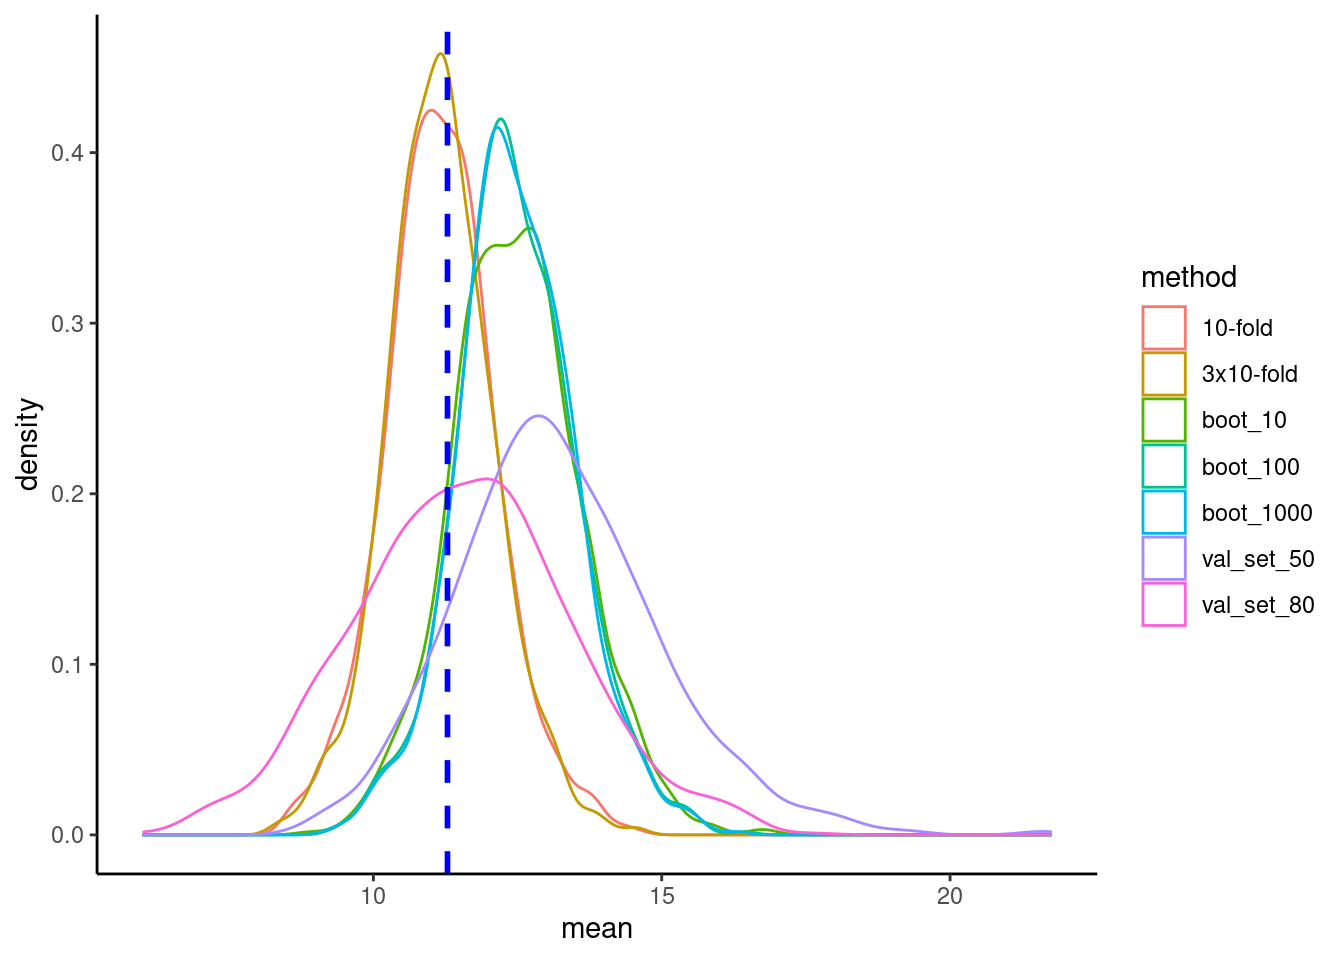 density
0.4
0.3
0.2
0.1
0.0
10
15
20
mean
method
10-fold
3x10-fold
boot_10
boot_100
boot_1000
val_set_50
val_set_80